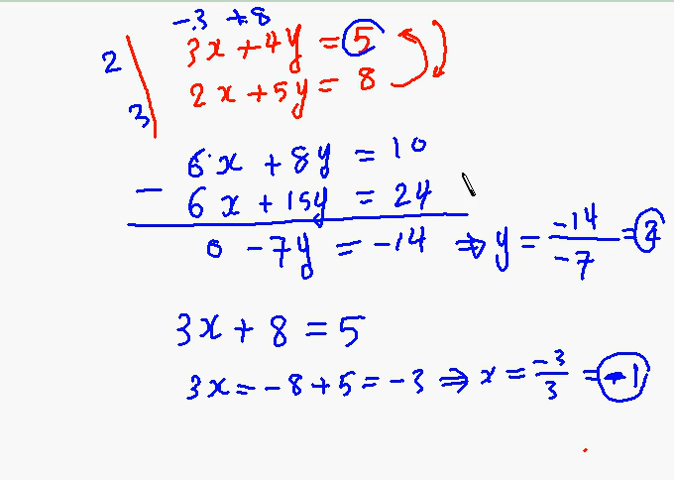 -3 +8
3x+4y=5
2
2x+5y=8
3
6x+8y=10
- 6x+15y=24
0 -7y=-14 ⇒ y=-14/-7=2
3x+8=5
3x=-8+5=-3 ⇒ x=-3/3=-1